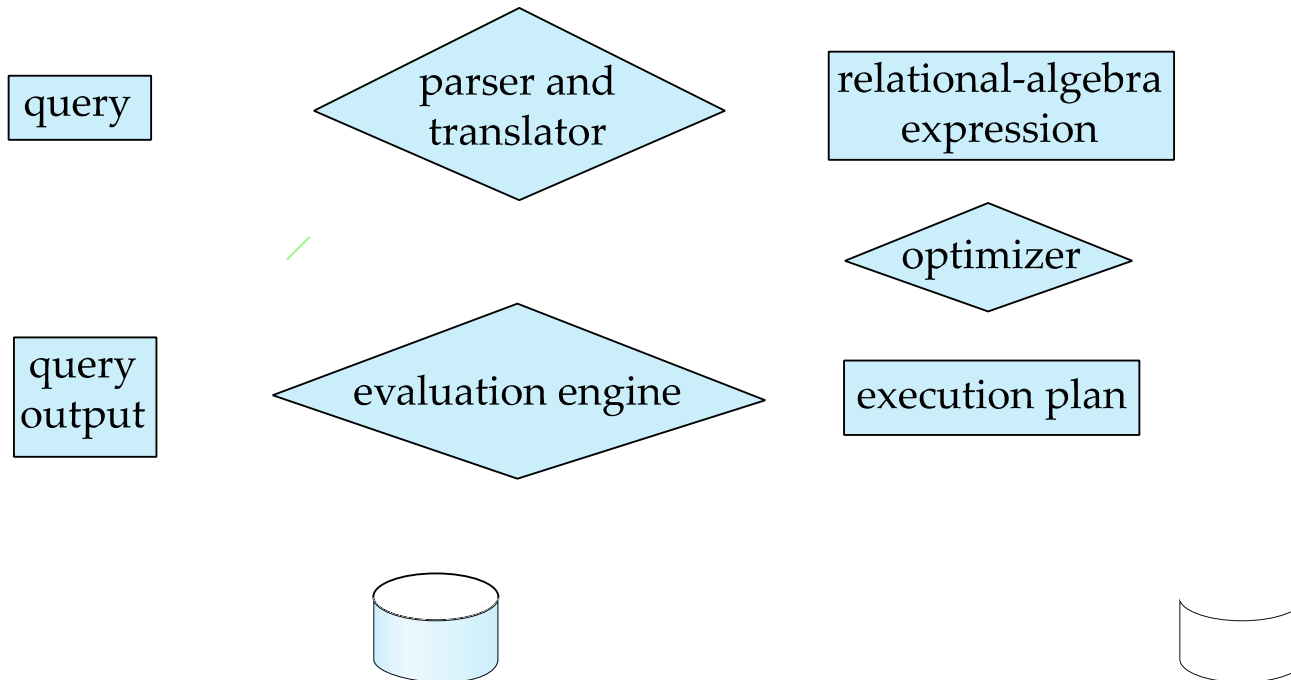 query
parser and
translator
relational-algebra
expression
optimizer
query
output
evaluation engine
execution plan